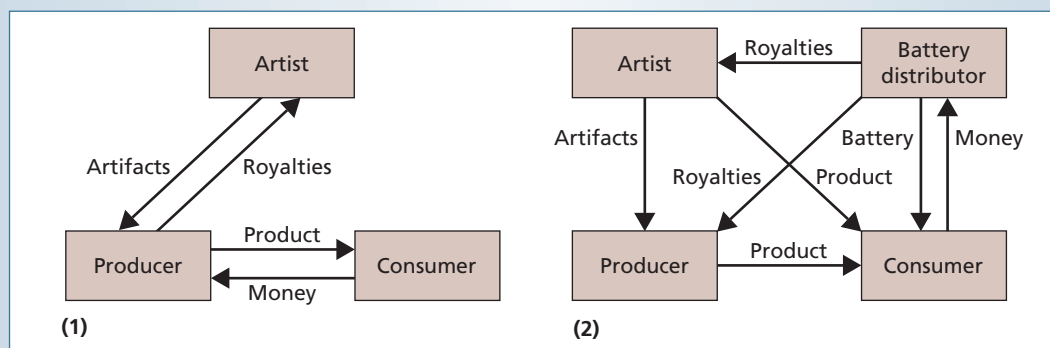 Artist
Artifacts
Royalties
Producer
Product
Money
Consumer
(1)
Artist
Royalties
Battery
distributor
Artifacts
Battery
Money
Royalties
Product
Producer
Product
Consumer
(2)